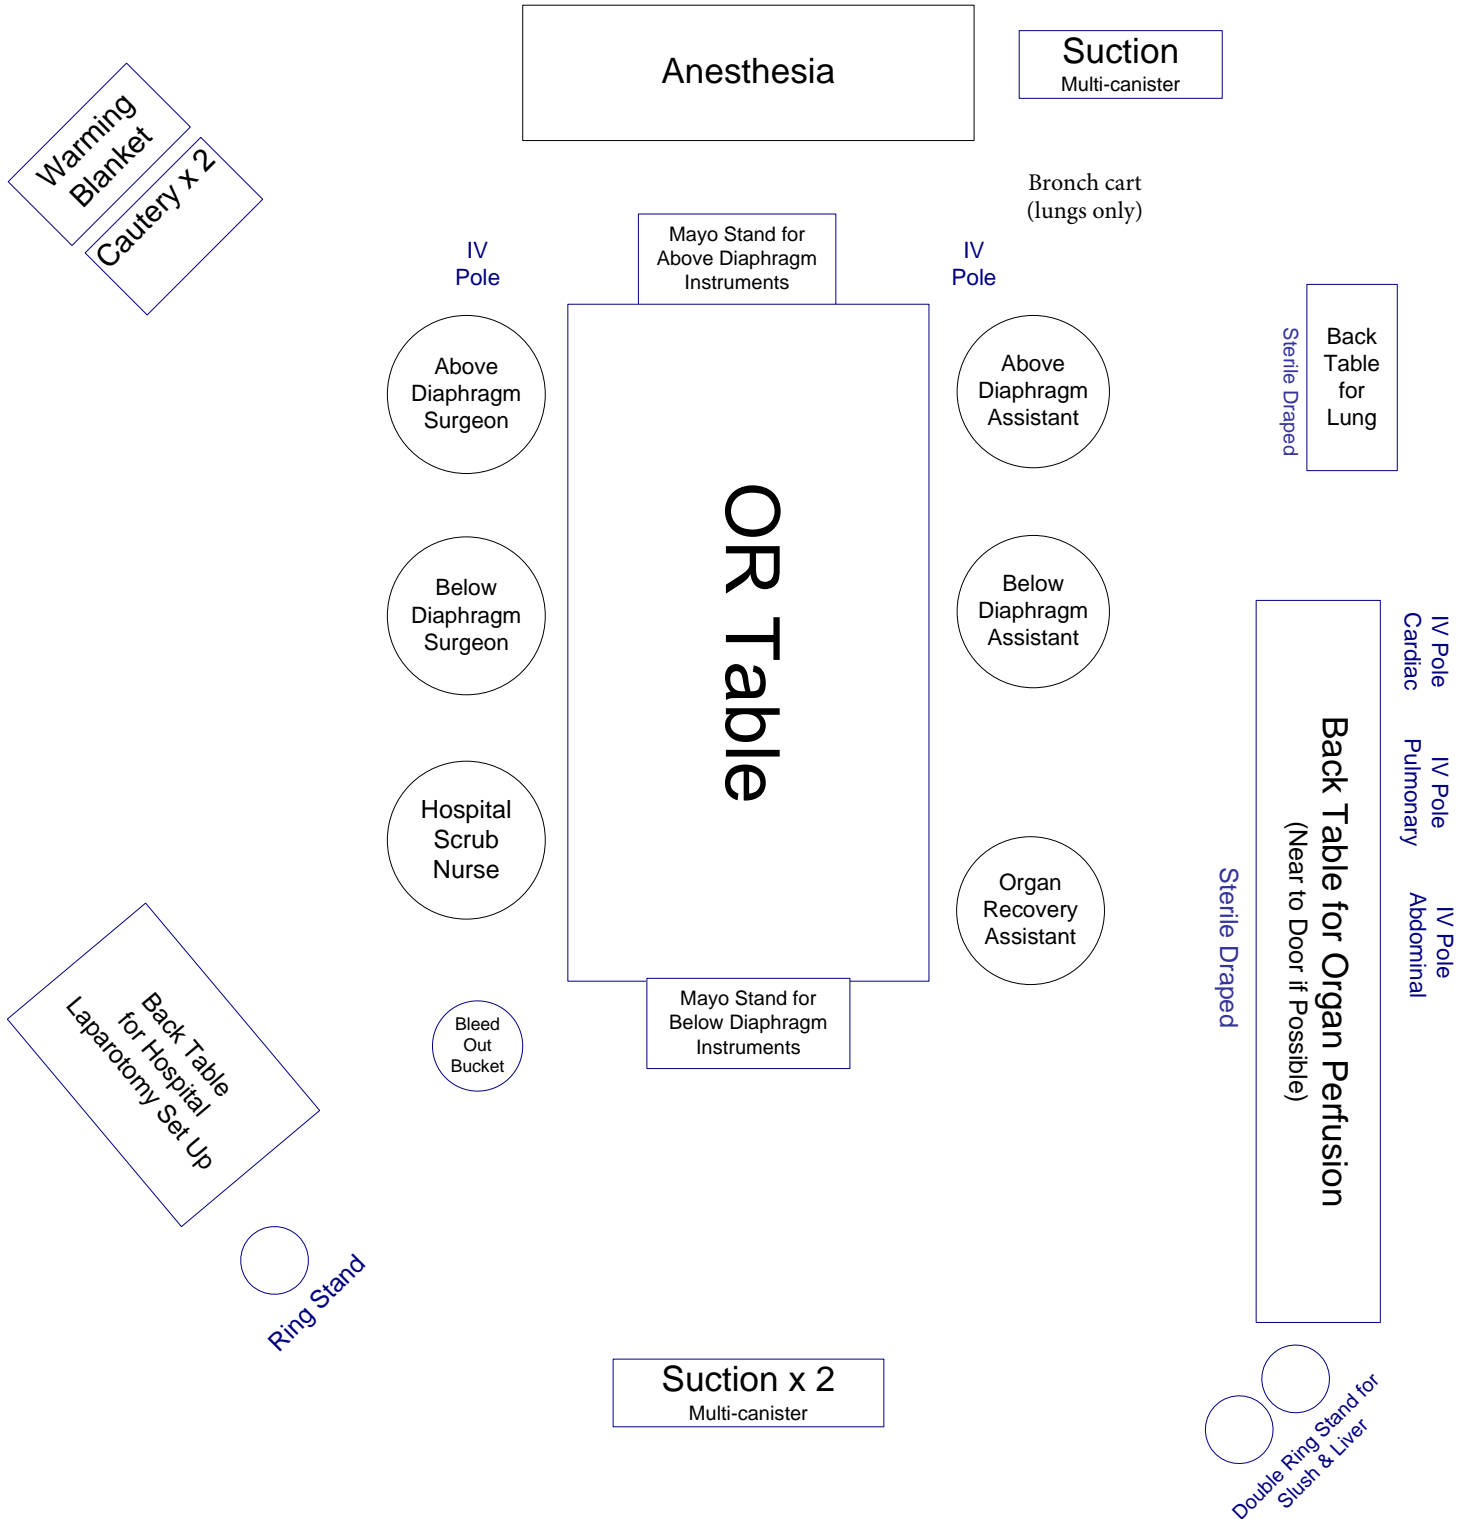 Anesthesia
Suction
Multi-canister
Warming
Blanket
Cautery x 2
Bronch cart
(lungs only)
IV
Pole
Mayo Stand for
Above Diaphragm
Instruments
IV
Pole
Above
Diaphragm
Surgeon
Above
Diaphragm
Assistant
Sterile Draped
Back
Table
for
Lung
OR Table
Below
Diaphragm
Surgeon
Below
Diaphragm
Assistant
IV Pole
Cardiac
IV Pole
Pulmonary
IV Pole
Abdominal
Back Table for Organ Perfusion
(Near to Door if Possible)
Sterile Draped
Hospital
Scrub
Nurse
Organ
Recovery
Assistant
Back Table
for Hospital
Laparotomy Set Up
Bleed
Out
Bucket
Mayo Stand for
Below Diaphragm
Instruments
Ring Stand
Suction x 2
Multi-canister
Double Ring Stand for
Slush & Liver